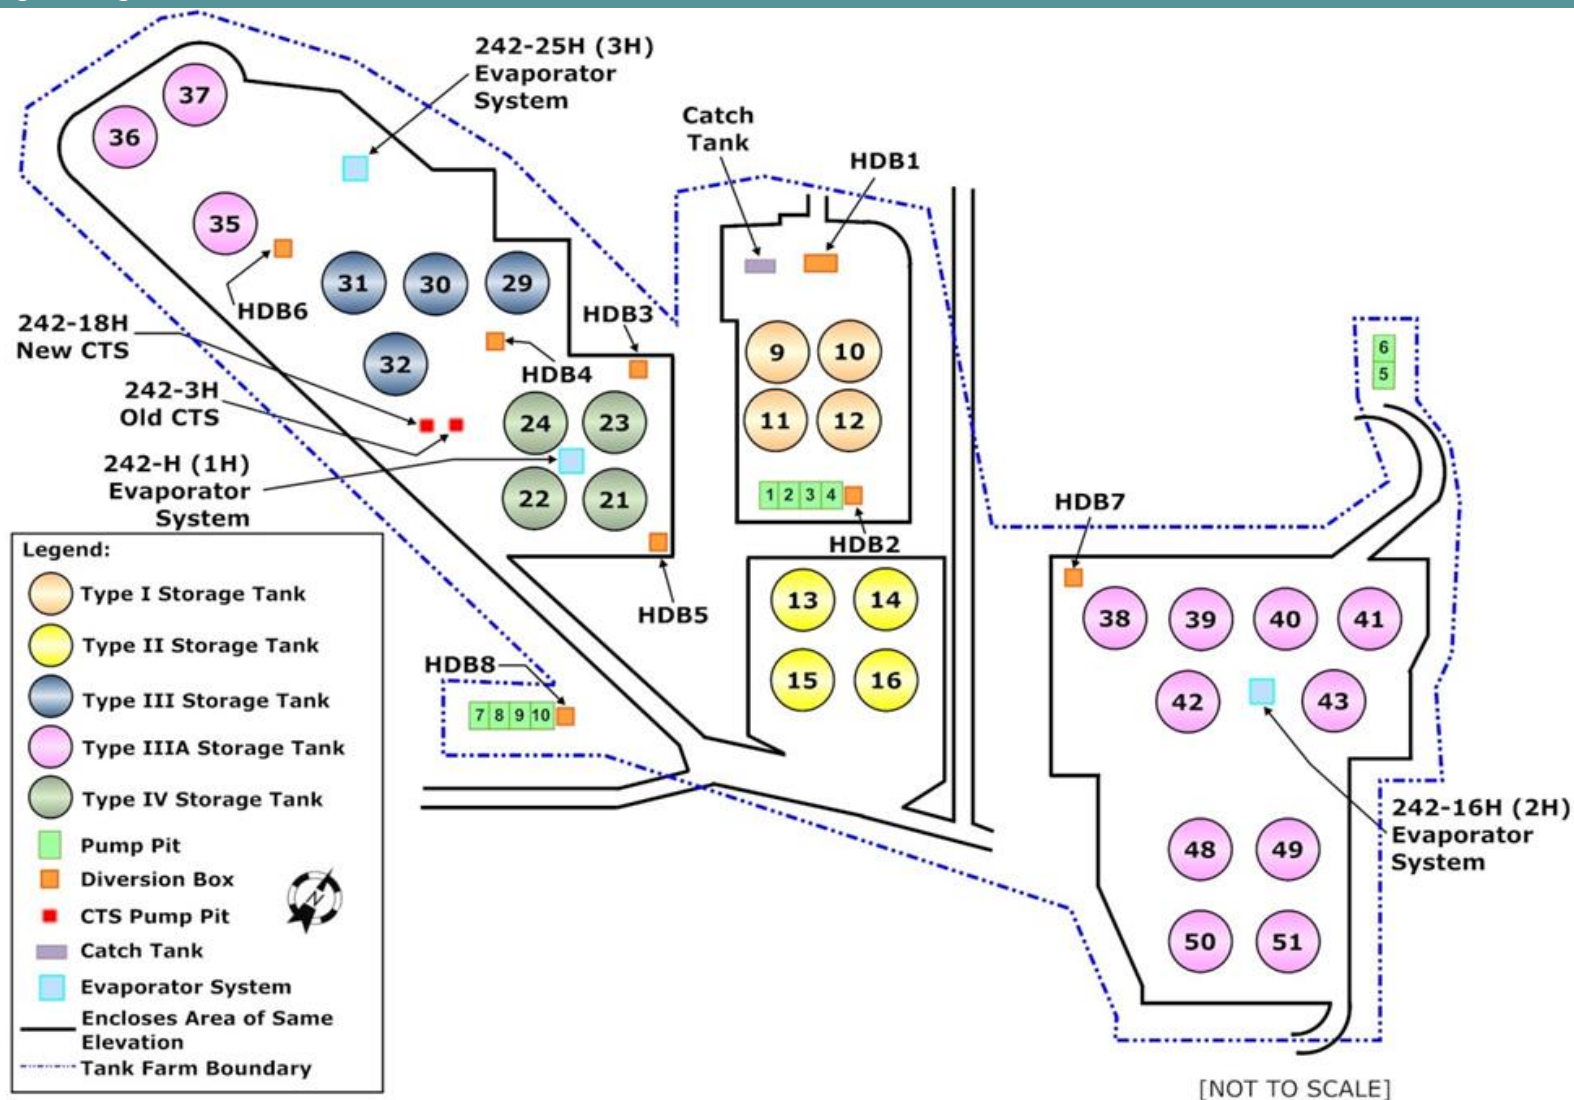 242-25H (3H)
Evaporator
System
37
36
Catch
Tank
HDB1
35
HDB6
31
30
29
HDB3
242-18H
New CTS
32
HDB4
9
10
6
5
242-3H
Old CTS
24
23
11
12
242-H (1H)
Evaporator
System
22
21
1 2 3 4
HDB2
HDB5
HDB7
13
14
15
16
38
39
40
41
42
43
HDB8
7 8 9 10
242-16H (2H)
Evaporator
System
48
49
50
51
Legend:
Type I Storage Tank
Type II Storage Tank
Type III Storage Tank
Type IIIA Storage Tank
Type IV Storage Tank
Pump Pit
Diversion Box
CTS Pump Pit
N
Catch Tank
Evaporator System
Encloses Area of Same
Elevation
Tank Farm Boundary
[NOT TO SCALE]